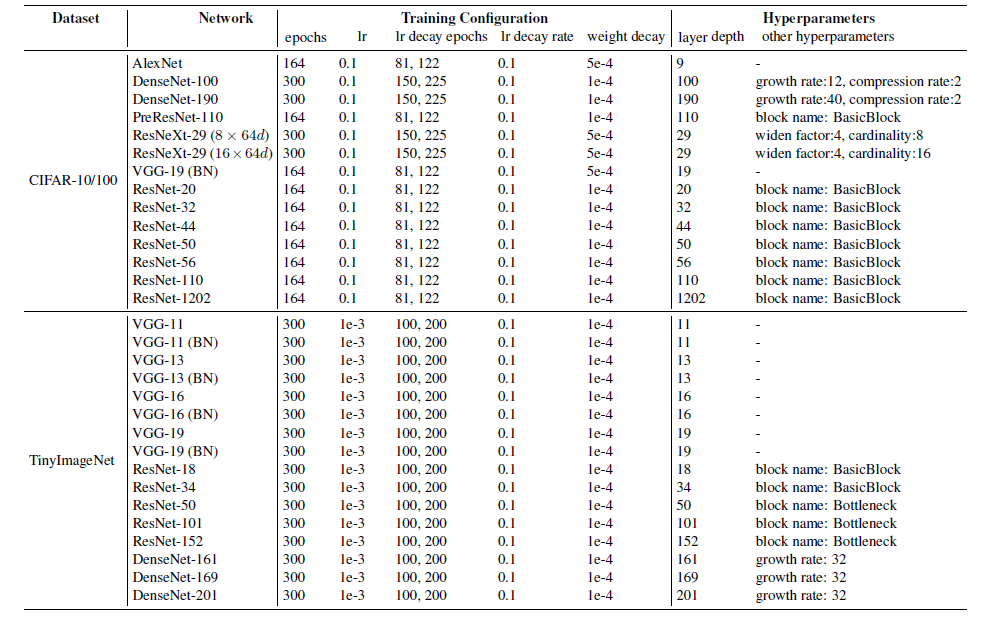 Dataset Network Training Configuration Hyperparameters
epochs lr lr decay epochs lr decay rate weight decay layer depth other hyperparameters
AlexNet 164 0.1 81, 122 0.1 5e-4 9 -
DenseNet-100 300 0.1 150, 225 0.1 1e-4 100 growth rate:12, compression rate:2
DenseNet-190 300 0.1 150, 225 0.1 1e-4 190 growth rate:40, compression rate:2
PreResNet-110 164 0.1 81, 122 0.1 1e-4 110 block name: BasicBlock
ResNeXt-29 (8 × 64d) 300 0.1 150, 225 0.1 5e-4 29 widen factor:4, cardinality:8
ResNeXt-29 (16×64d) 300 0.1 150, 225 0.1 5e-4 29 widen factor:4, cardinality:16
VGG-19 (BN) 164 0.1 81, 122 0.1 5e-4 19 -
CIFAR-10/100
ResNet-20 164 0.1 81, 122 0.1 1e-4 20 block name: BasicBlock
ResNet-32 164 0.1 81, 122 0.1 1e-4 32 block name: BasicBlock
ResNet-44 164 0.1 81, 122 0.1 1e-4 44 block name: BasicBlock
ResNet-50 164 0.1 81, 122 0.1 1e-4 50 block name: BasicBlock
ResNet-56 164 0.1 81, 122 0.1 1e-4 56 block name: BasicBlock
ResNet-110 164 0.1 81, 122 0.1 1e-4 110 block name: BasicBlock
ResNet-1202 164 0.1 81, 122 0.1 1e-4 1202 block name: BasicBlock
VGG-11 300 1e-3 100, 200 0.1 1e-4 11 -
VGG-11 (BN) 300 1e-3 100, 200 0.1 1e-4 11 -
VGG-13 300 1e-3 100, 200 0.1 1e-4 13 -
VGG-13 (BN) 300 1e-3 100, 200 0.1 1e-4 13 -
VGG-16 300 1e-3 100, 200 0.1 1e-4 16 -
VGG-16 (BN) 300 1e-3 100, 200 0.1 1e-4 16 -
VGG-19 300 1e-3 100, 200 0.1 1e-4 19 -
VGG-19 (BN) 300 1e-3 100, 200 0.1 1e-4 19 -
TinyImageNet
ResNet-18 300 1e-3 100, 200 0.1 1e-4 18 block name: BasicBlock
ResNet-34 300 1e-3 100, 200 0.1 1e-4 34 block name: BasicBlock
ResNet-50 300 1e-3 100, 200 0.1 1e-4 50 block name: Bottleneck
ResNet-101 300 1e-3 100, 200 0.1 1e-4 101 block name: Bottleneck
ResNet-152 300 1e-3 100, 200 0.1 1e-4 152 block name: Bottleneck
DenseNet-161 300 1e-3 100, 200 0.1 1e-4 161 growth rate: 32
DenseNet-169 300 1e-3 100, 200 0.1 1e-4 169 growth rate: 32
DenseNet-201 300 1e-3 100, 200 0.1 1e-4 201 growth rate: 32